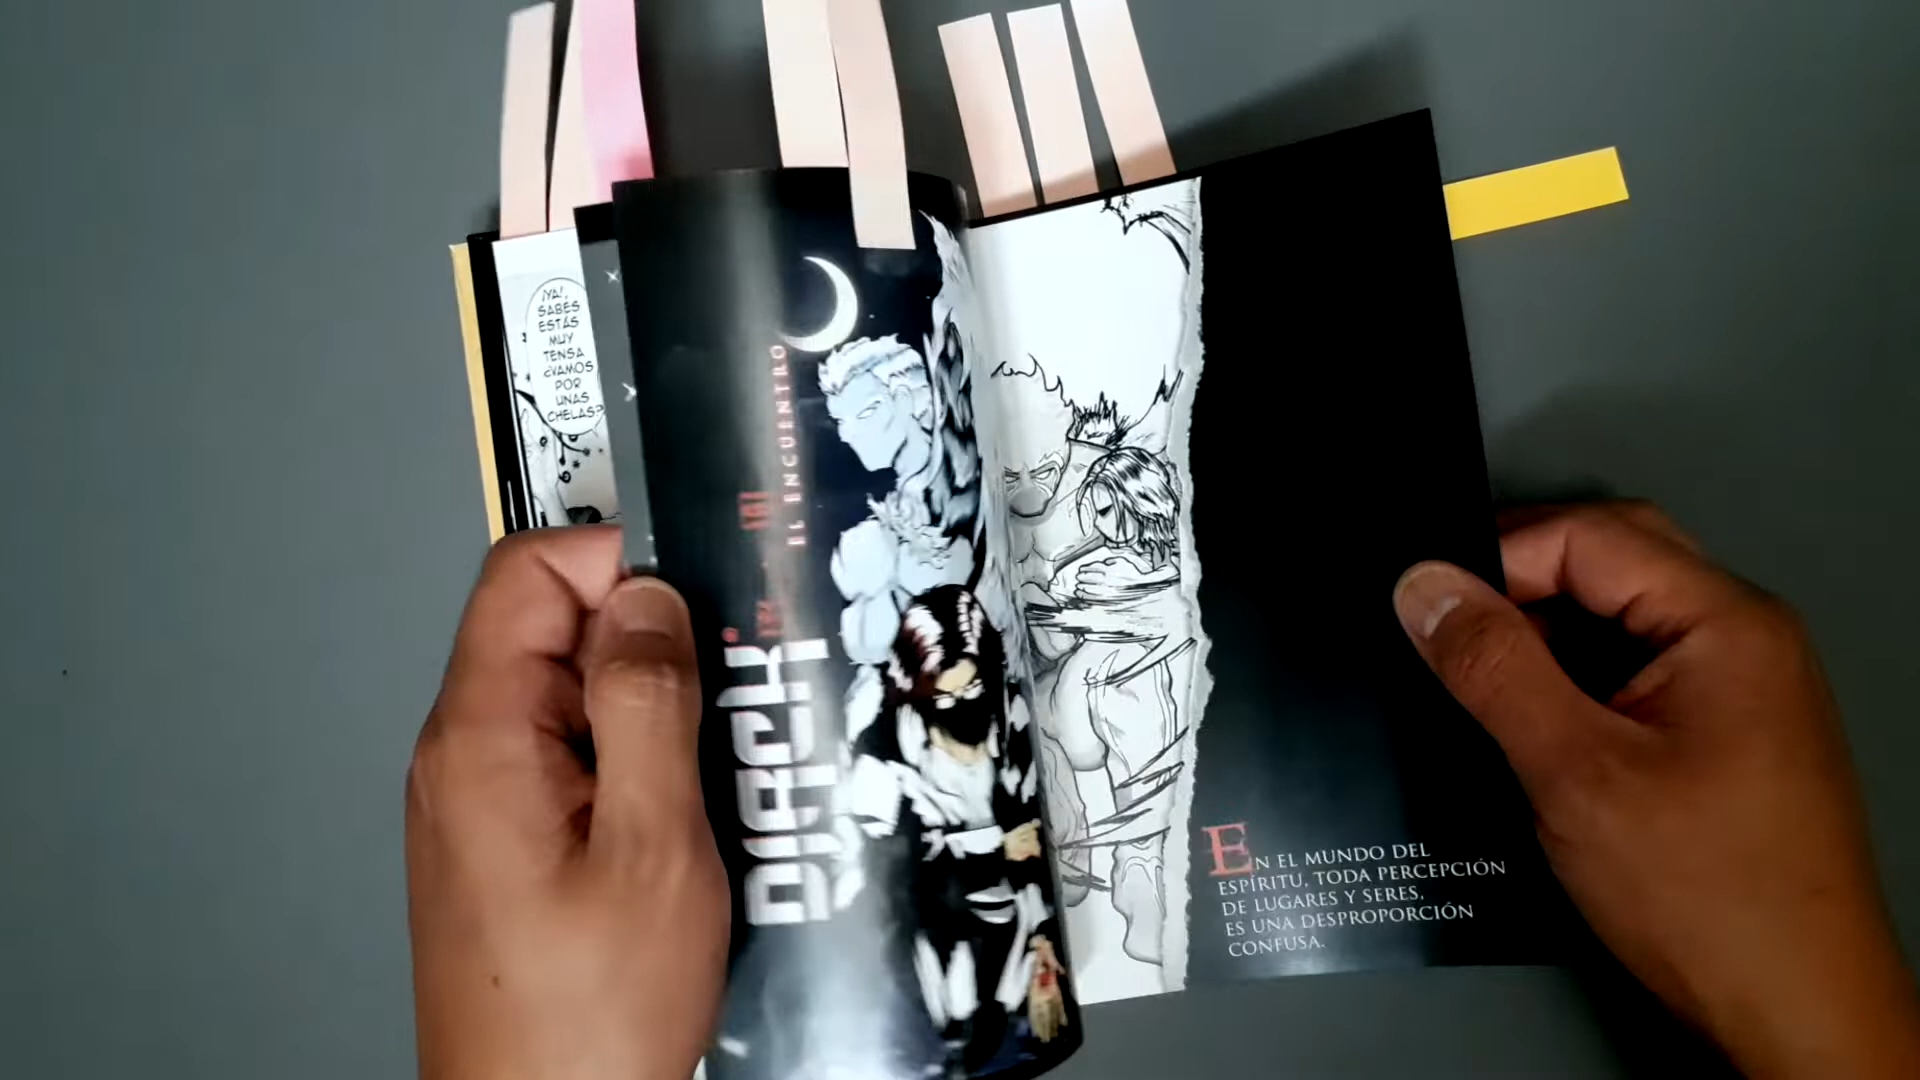 ¡YA!,
SABES
ESTÁS
MUY
TENSA
¿VAMOS
POR
UNAS
CHELAS?
EL ENCUENTRO
EN EL MUNDO DEL
ESPÍRITU, TODA PERCEPCIÓN
DE LUGARES Y SERES,
ES UNA DESPROPORCIÓN
CONFUSA.